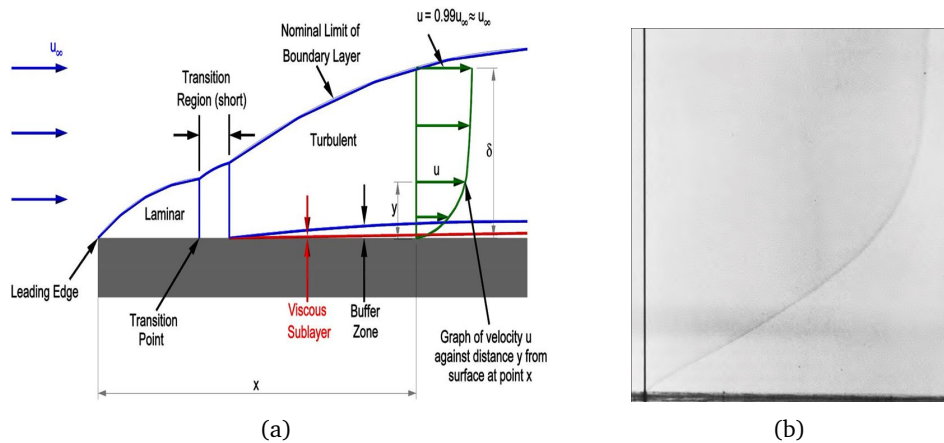 u = 0.99u∞ ≈ u∞
Nominal Limit of
Boundary Layer
u∞
Transition
Region (short)
Turbulent
δ
u
y
Laminar
Leading Edge
Transition
Point
Viscous
Sublayer
Buffer
Zone
Graph of velocity u
against distance y from
surface at point x
x
(a)
(b)